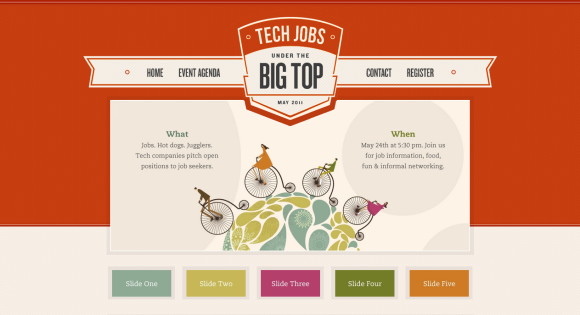 TECH JOBS
UNDER THE
BIG TOP
MAY 2011
HOME EVENT AGENDA CONTACT REGISTER
What
Jobs. Hot dogs. Jugglers.
Tech companies pitch open
positions to job seekers.
When
May 24th at 5:30 pm. Join us
for job information, food,
fun & informal networking.
Slide One
Slide Two
Slide Three
Slide Four
Slide Five